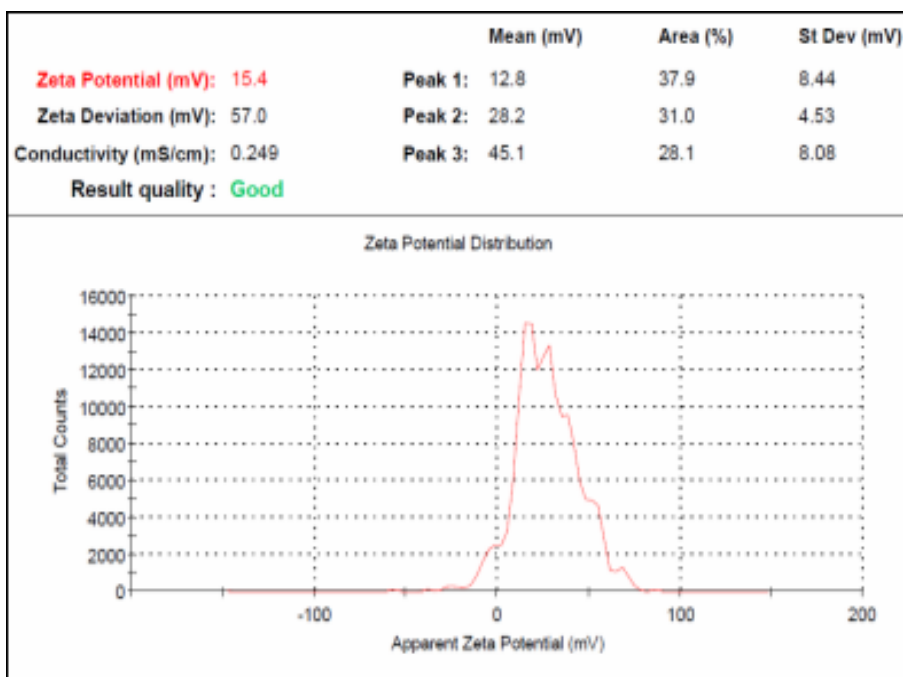 Mean (mV) Area (%) St Dev (mV)
Zeta Potential (mV): 15.4 Peak 1: 12.8 37.9 8.44
Zeta Deviation (mV): 57.0 Peak 2: 28.2 31.0 4.53
Conductivity (mS/cm): 0.249 Peak 3: 45.1 28.1 8.08
Result quality : Good
Zeta Potential Distribution
16000
14000
12000
10000
8000
6000
4000
2000
0
Total Counts
-100 0 100 200
Apparent Zeta Potential (mV)